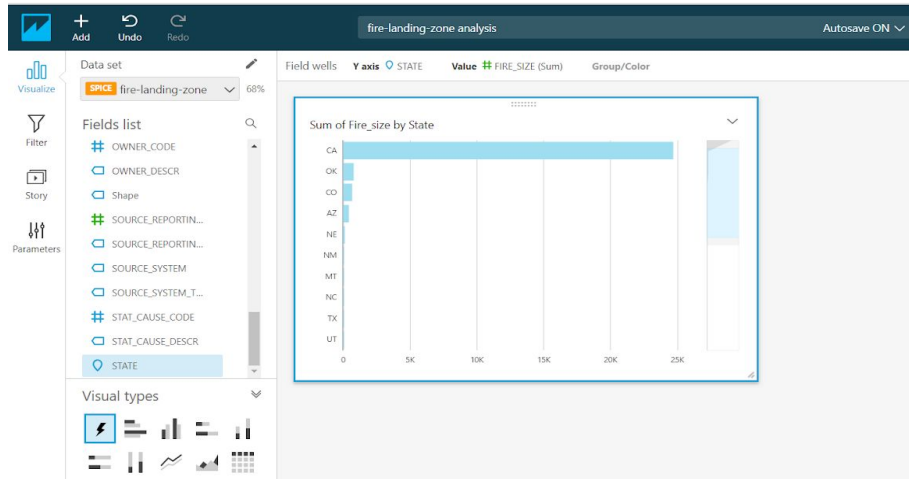 Add
Undo
Redo
fire-landing-zone analysis
Autosave ON
Visualize
Filter
Story
Parameters
Data set
SPICE fire-landing-zone 68%
Fields list
OWNER_CODE
OWNER_DESCR
Shape
SOURCE_REPORTIN...
SOURCE_REPORTIN...
SOURCE_SYSTEM
SOURCE_SYSTEM_T...
STAT_CAUSE_CODE
STAT_CAUSE_DESCR
STATE
Visual types
Field wells Y axis STATE Value FIRE_SIZE (Sum) Group/Color
Sum of Fire_size by State
CA
OK
CO
AZ
NE
NM
MT
NC
TX
UT
0 5K 10K 15K 20K 25K